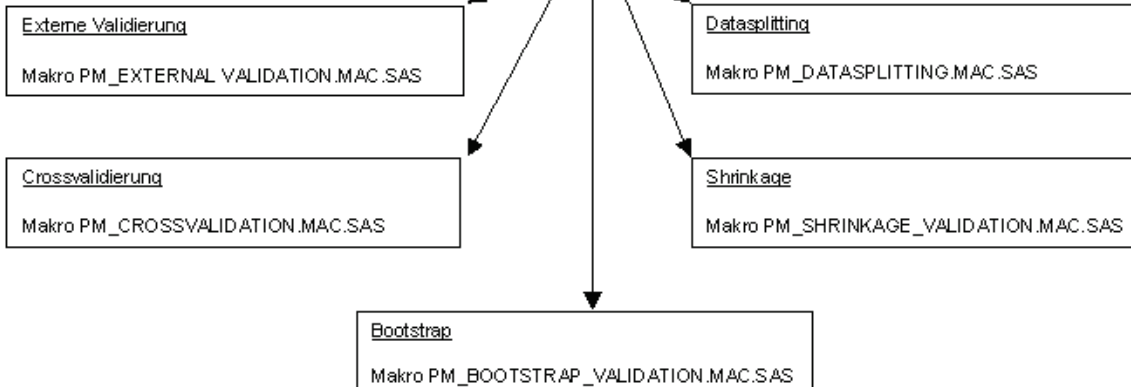 Externe Validierung
Makro PM_EXTERNAL VALIDATION.MAC.SAS
Datasplitting
Makro PM_DATASPLITTING.MAC.SAS
Crossvalidierung
Makro PM_CROSSVALIDATION.MAC.SAS
Shrinkage
Makro PM_SHRINKAGE_VALIDATION.MAC.SAS
Bootstrap
Makro PM_BOOTSTRAP_VALIDATION.MAC.SAS